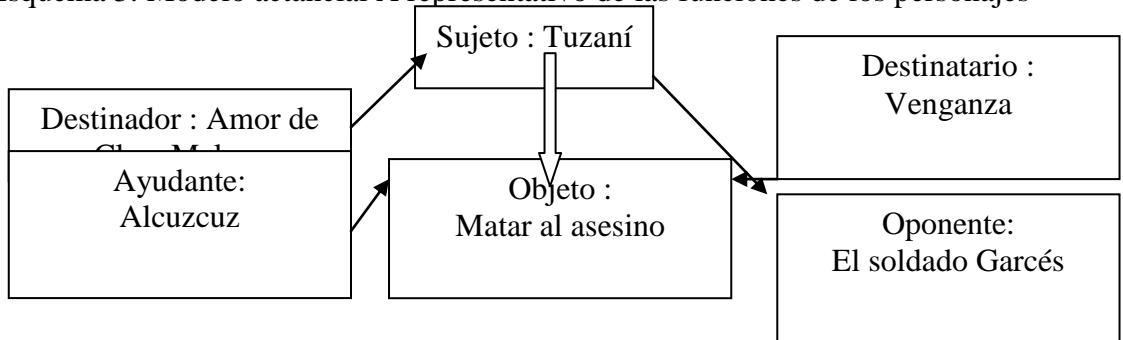 squema 3: Modelo actancial A representativo de las funciones de los personajes
Sujeto : Tuzaní
Destinatario :
Venganza
Destinador : Amor de
Ayudante:
Alcuzcuz
Objeto :
Matar al asesino
Oponente:
El soldado Garcés